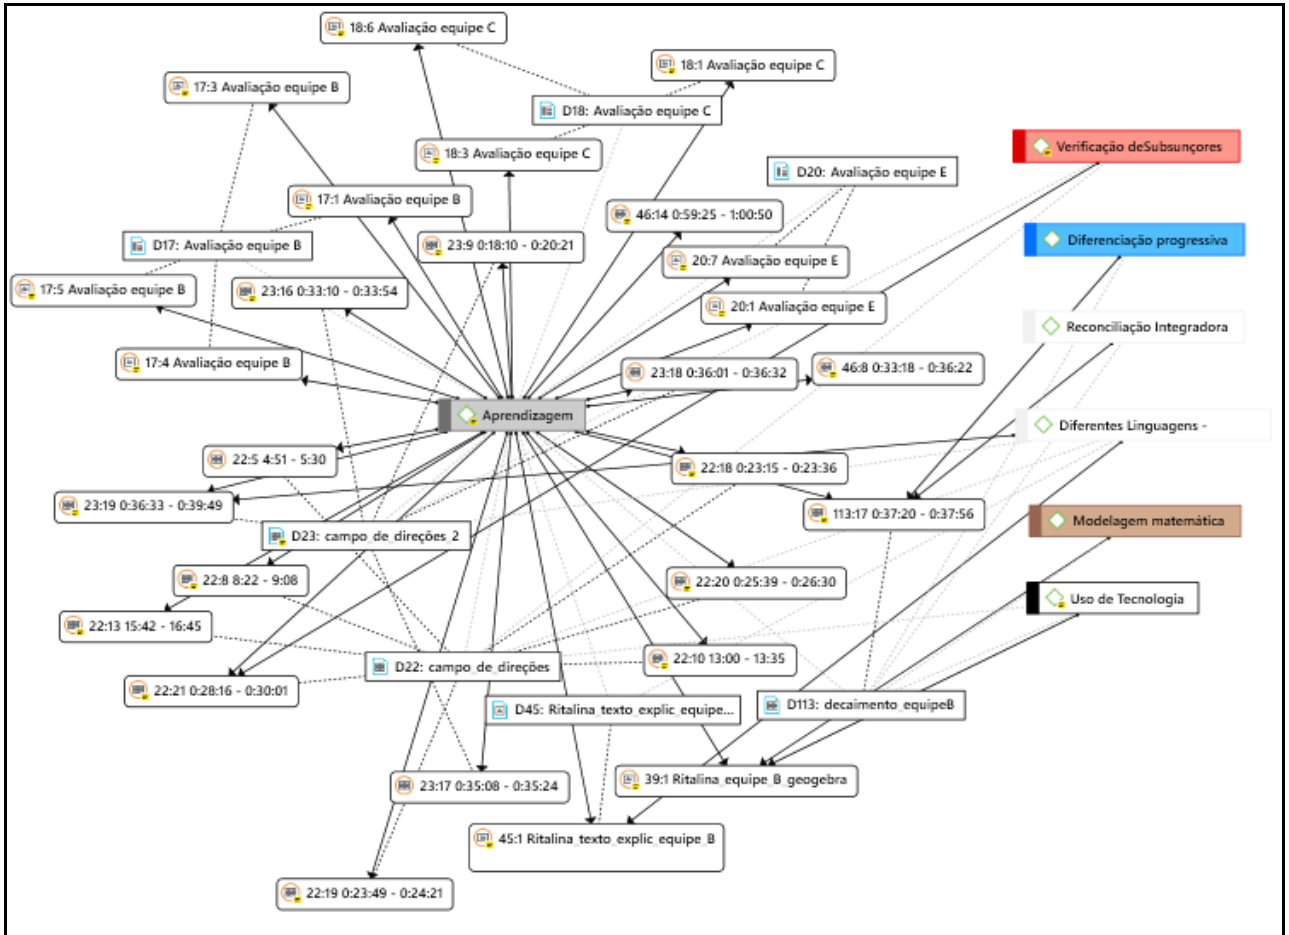 18:6 Avaliação equipe C
18:1 Avaliação equipe C
17:3 Avaliação equipe B
D18: Avaliação equipe C
Verificação deSubsunçores
18:3 Avaliação equipe C
D20: Avaliação equipe E
17:1 Avaliação equipe B
46:14 0:59:25 - 1:00:50
D17: Avaliação equipe B
23:9 0:18:10 - 0:20:21
Diferenciação progressiva
20:7 Avaliação equipe E
17:5 Avaliação equipe B
23:16 0:33:10 - 0:33:54
20:1 Avaliação equipe E
Reconciliação Integradora
17:4 Avaliação equipe B
23:18 0:36:01 - 0:36:32
46:8 0:33:18 - 0:36:22
Aprendizagem
Diferentes Linguagens -
22:5 4:51 - 5:30
22:18 0:23:15 - 0:23:36
23:19 0:36:33 - 0:39:49
113:17 0:37:20 - 0:37:56
Modelagem matemática
D23: campo_de_direções_2
22:8 8:22 - 9:08
22:20 0:25:39 - 0:26:30
Uso de Tecnologia
22:13 15:42 - 16:45
22:10 13:00 - 13:35
D22: campo_de_direções
22:21 0:28:16 - 0:30:01
D45: Ritalina_texto_explic_equipe...
D113: decaimento_equipeB
23:17 0:35:08 - 0:35:24
39:1 Ritalina_equipe_B_geogebra
45:1 Ritalina_texto_explic_equipe_B
22:19 0:23:49 - 0:24:21